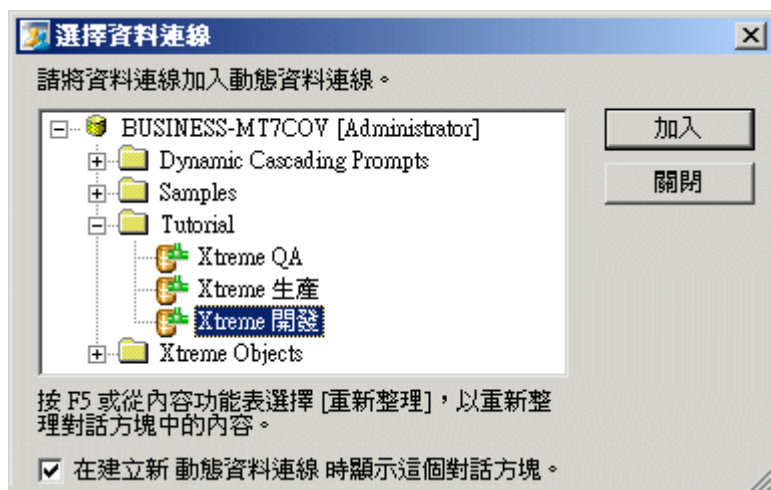 選擇資料連線
請將資料連線加入動態資料連線。
BUSINESS-MT7COV [Administrator]
加入
Dynamic Cascading Prompts
Samples
關閉
Tutorial
Xtreme QA
Xtreme 生產
Xtreme 開發
Xtreme Objects
按 F5 或從內容功能表選擇 [重新整理]，以重新整
理對話方塊中的內容。
在建立新 動態資料連線 時顯示這個對話方塊。